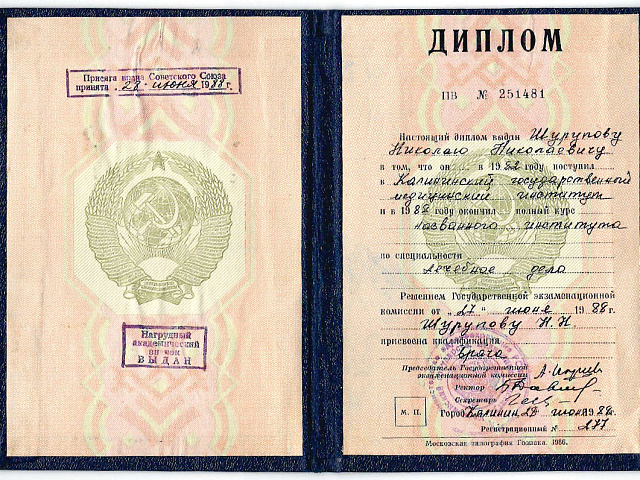 Присяга врача Советского Союза
принята „28" июня 1988 г.
Нагрудный
академический
знак
ВЫДАН
ДИПЛОМ
ПВ № 251481
Настоящий диплом выдан Шурупову
Николаю Николаевичу
в том, что он в 1982 году поступил
в Калининский государственный
медицинский институт
и в 1988 году окончил полный курс
названного института
по специальности
лечебное дело
Решением Государственной экзаменационной
комиссии от „27" июня 1988 г.
Шурупову Н.Н.
присвоена квалификация
Врача
Председатель Государственной
экзаменационной комиссии
Ректор
Секретарь
М. П. Город Калинин 28 июня 1988 г.
Регистрационный № 277
Московская типография Гознака. 1986.